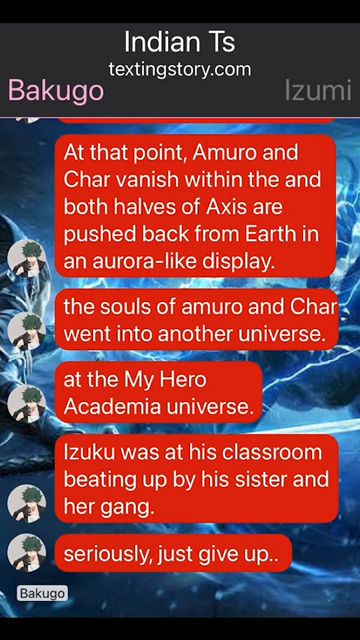 Indian Ts
textingstory.com
Bakugo
Izumi
At that point, Amuro and
Char vanish within the and
both halves of Axis are
pushed back from Earth in
an aurora-like display.
the souls of amuro and Char
went into another universe.
at the My Hero
Academia universe.
Izuku was at his classroom
beating up by his sister and
her gang.
seriously, just give up..
Bakugo